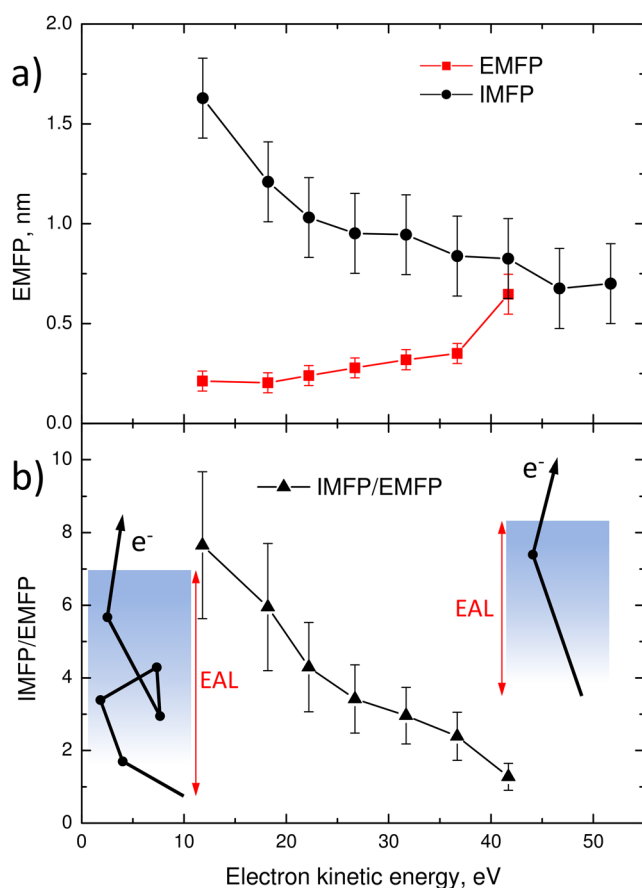 a)
2.0
1.5
1.0
0.5
0.0
EMFP, nm
EMFP
IMFP
b)
10
8
6
4
2
0
IMFP/EMFP
IMFP/EMFP
e-
EAL
e-
EAL
0 10 20 30 40 50
Electron kinetic energy, eV